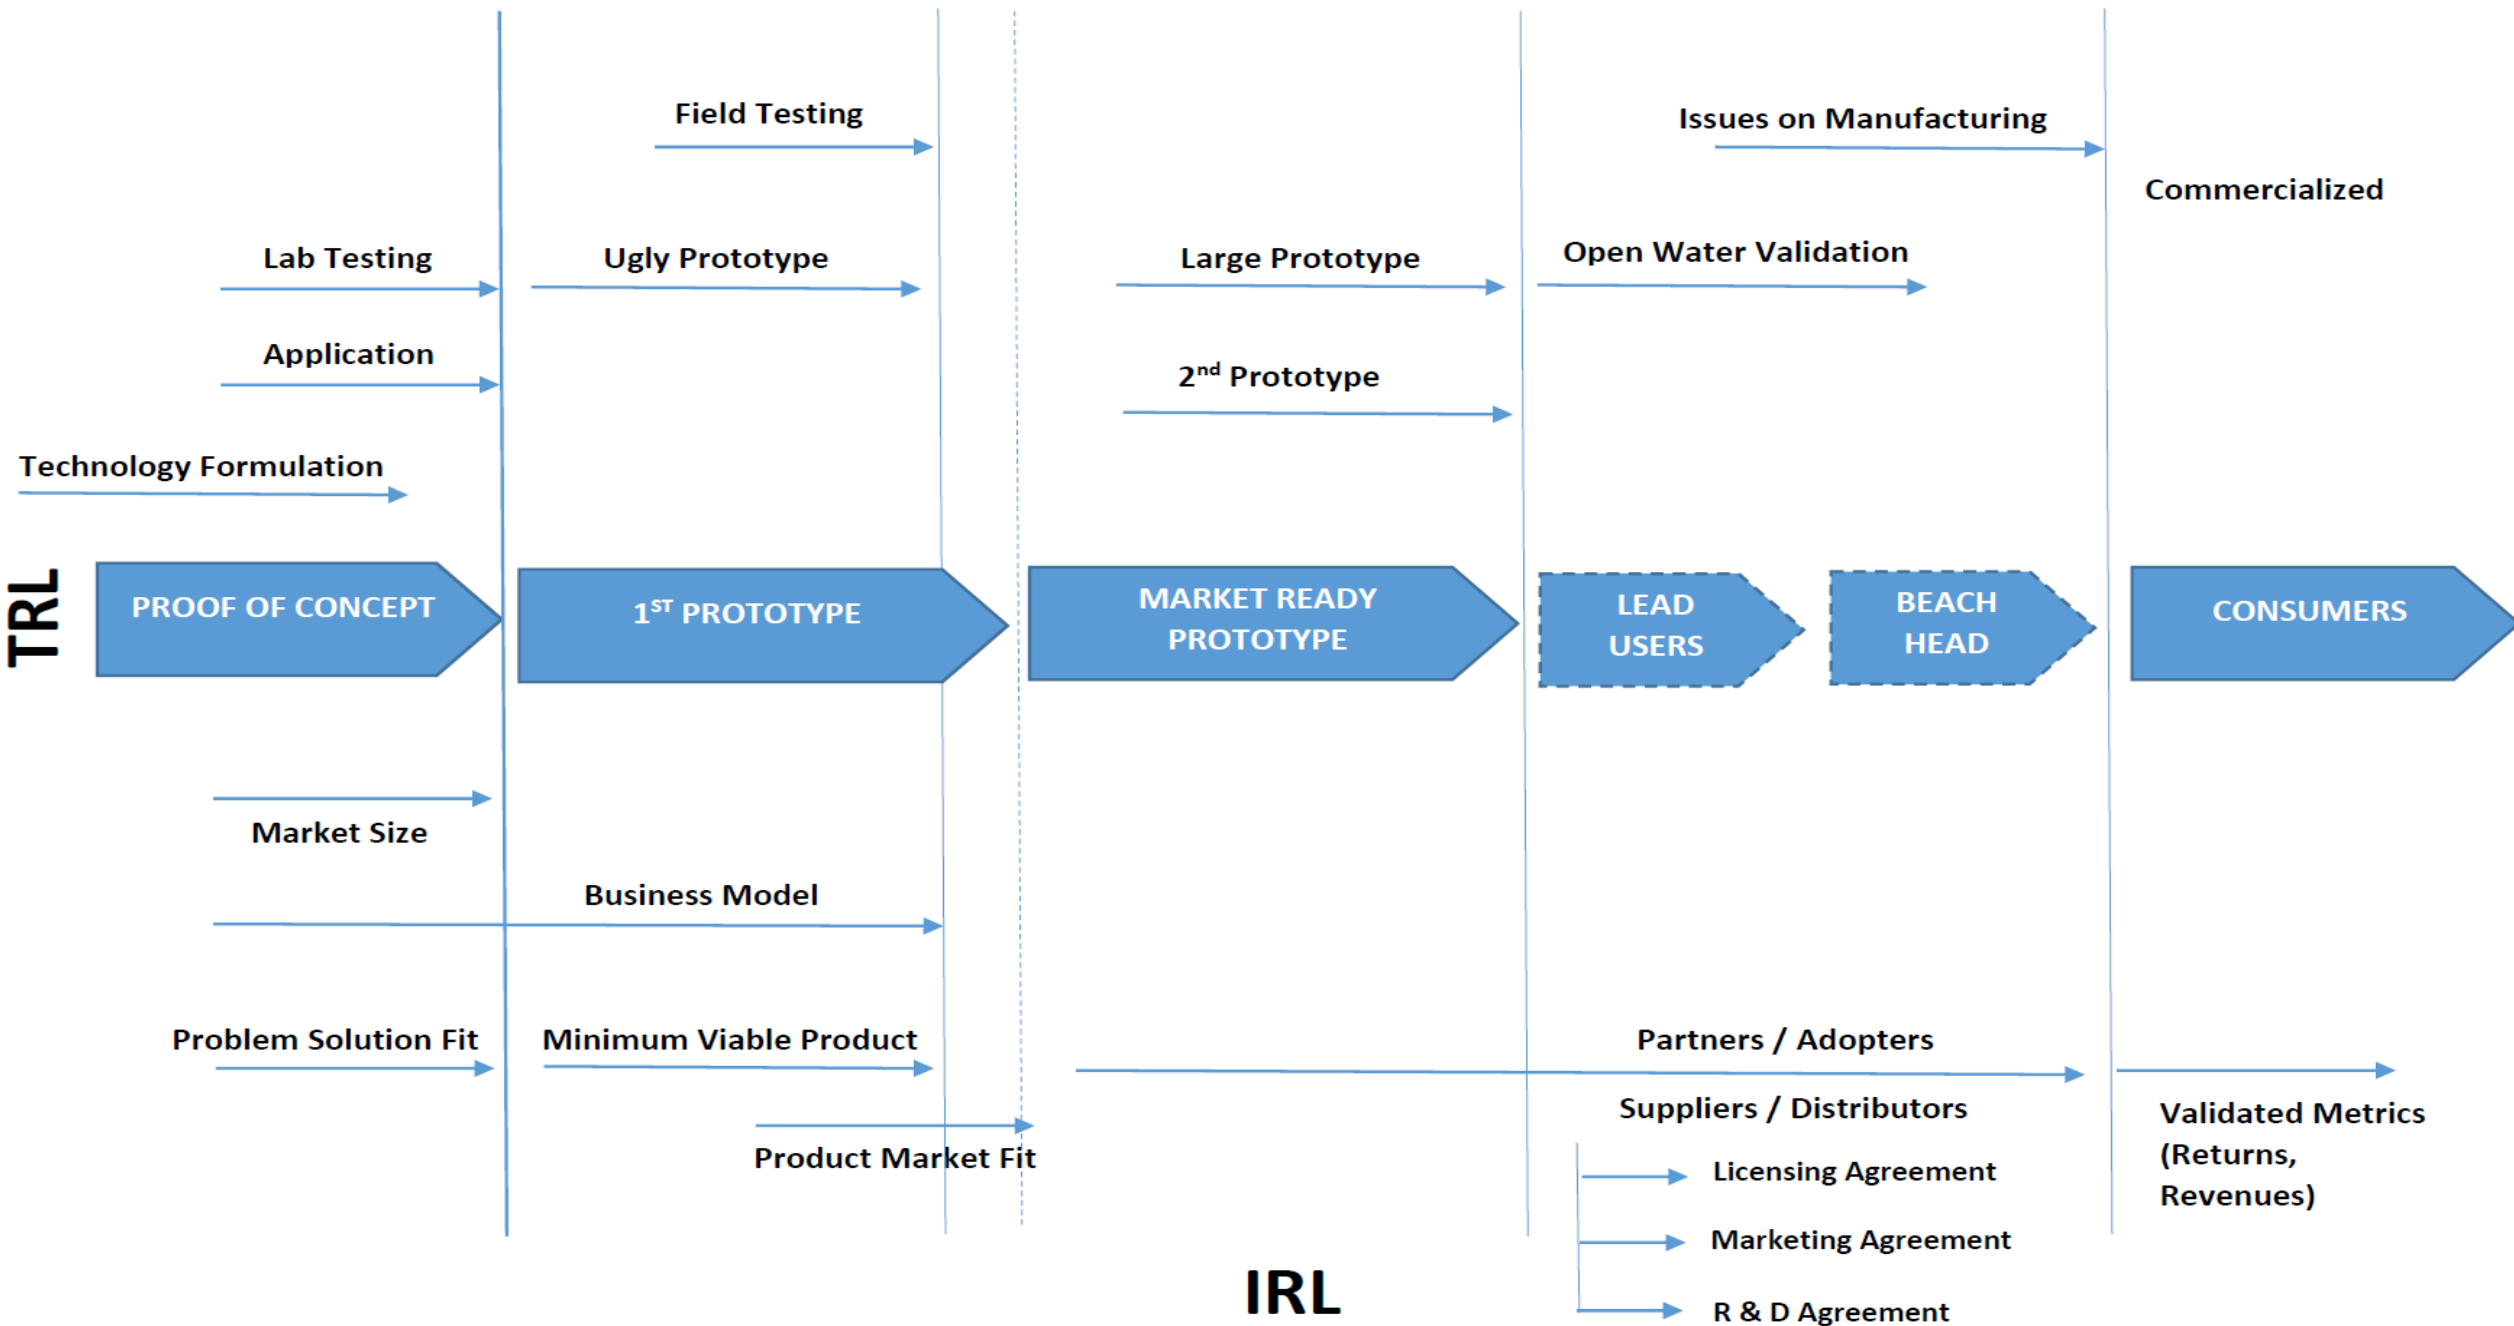 Field Testing
Issues on Manufacturing
Commercialized
Lab Testing
Ugly Prototype
Large Prototype
Open Water Validation
Application
2nd Prototype
Technology Formulation
TRL
PROOF OF CONCEPT
1ST PROTOTYPE
MARKET READY
PROTOTYPE
LEAD
USERS
BEACH
HEAD
CONSUMERS
Market Size
Business Model
Problem Solution Fit
Minimum Viable Product
Partners / Adopters
Suppliers / Distributors
Product Market Fit
Licensing Agreement
Marketing Agreement
R & D Agreement
Validated Metrics
(Returns,
Revenues)
IRL